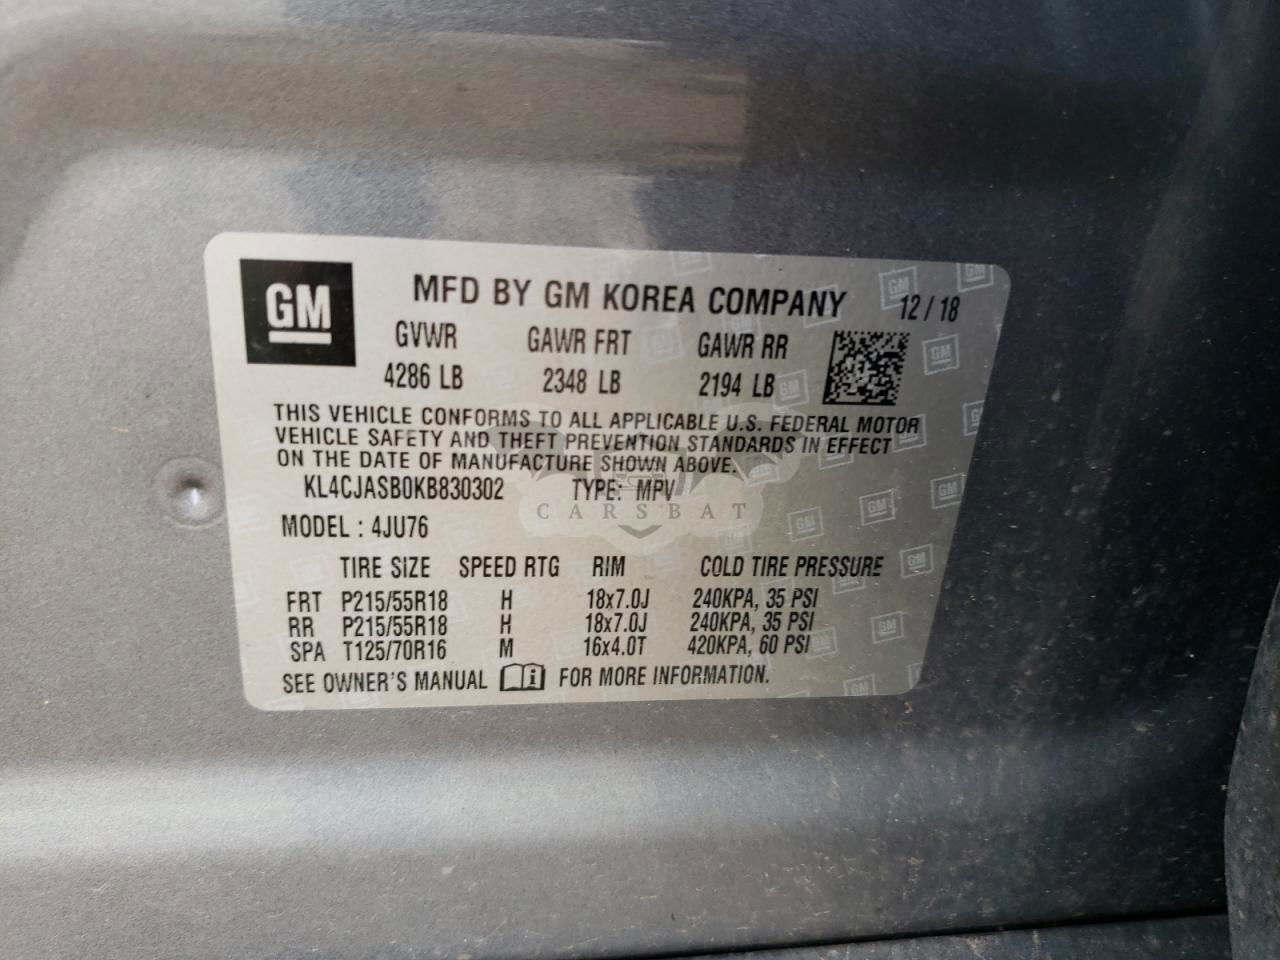 GM
MFD BY GM KOREA COMPANY 12 / 18
GVWR GAWR FRT GAWR RR
4286 LB 2348 LB 2194 LB
THIS VEHICLE CONFORMS TO ALL APPLICABLE U.S. FEDERAL MOTOR
VEHICLE SAFETY AND THEFT PREVENTION STANDARDS IN EFFECT
ON THE DATE OF MANUFACTURE SHOWN ABOVE.
KL4CJASB0KB830302 TYPE: MPV
CARSBAT
MODEL : 4JU76
TIRE SIZE SPEED RTG RIM COLD TIRE PRESSURE
FRT P215/55R18 H 18x7.0J 240KPA, 35 PSI
RR P215/55R18 H 18x7.0J 240KPA, 35 PSI
SPA T125/70R16 M 16x4.0T 420KPA, 60 PSI
SEE OWNER'S MANUAL i FOR MORE INFORMATION.